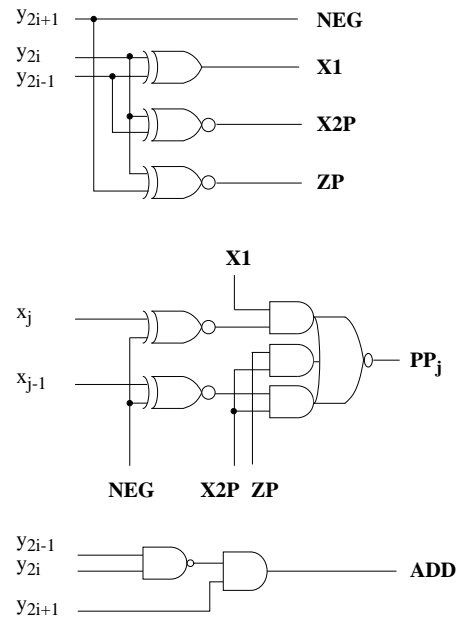 y2i+1 NEG
y2i
y2i-1 X1
X2P
ZP
X1
xj
xj-1
PPj
NEG X2P ZP
y2i-1
y2i
y2i+1
ADD